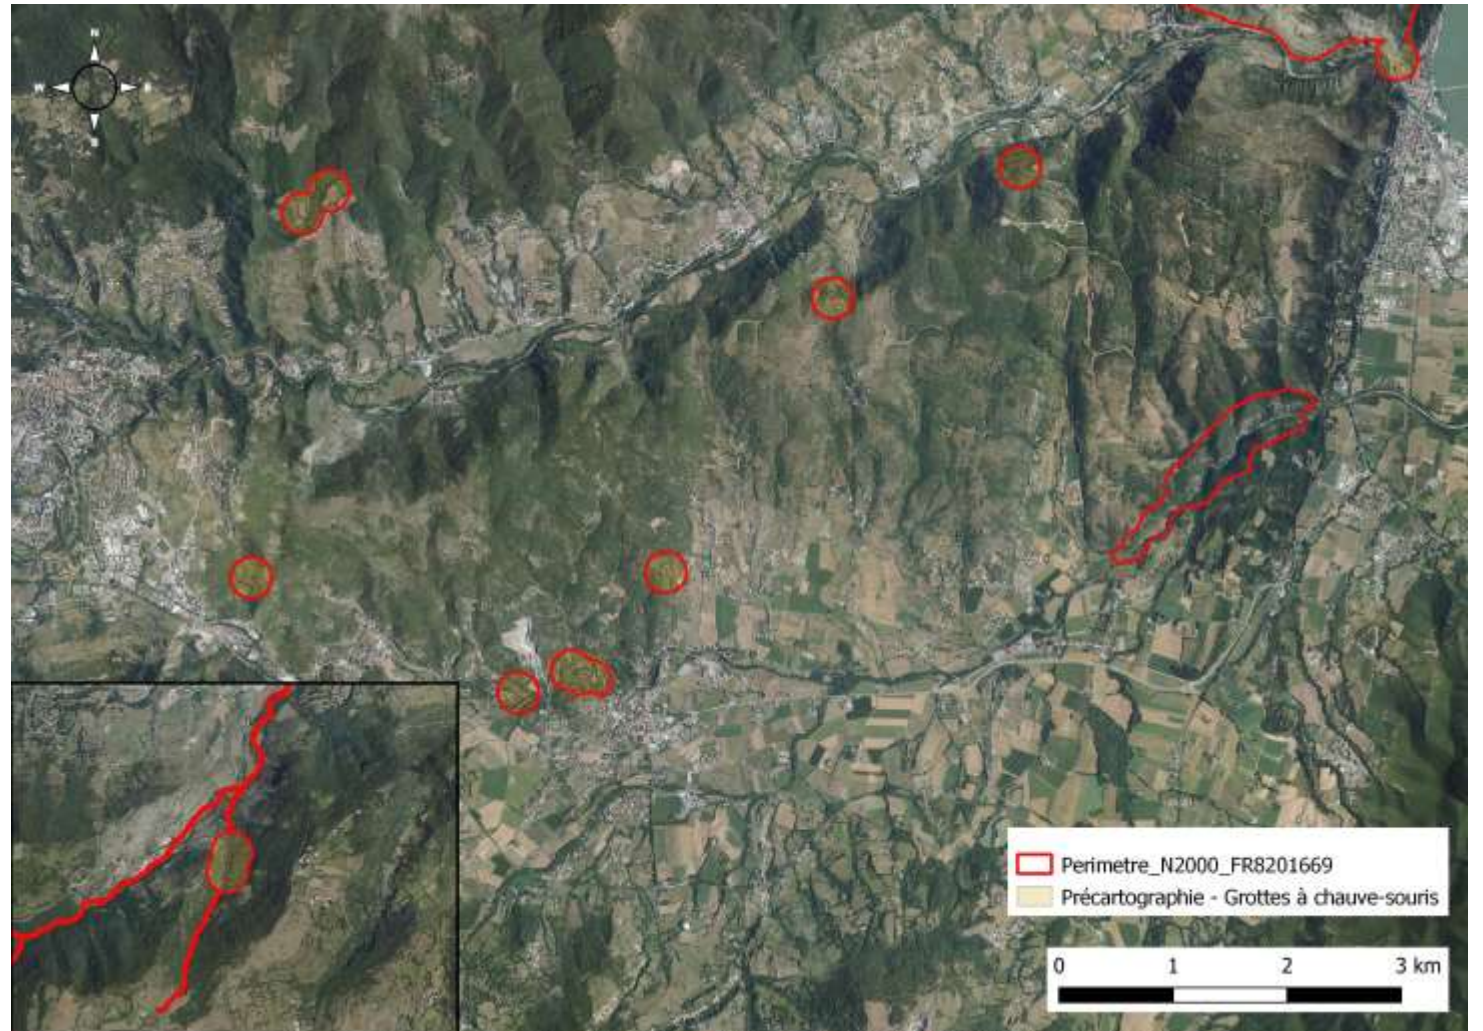 N
W
E
S
Perimetre_N2000_FR8201669
Précartographie - Grottes à chauve-souris
0 1 2 3 km